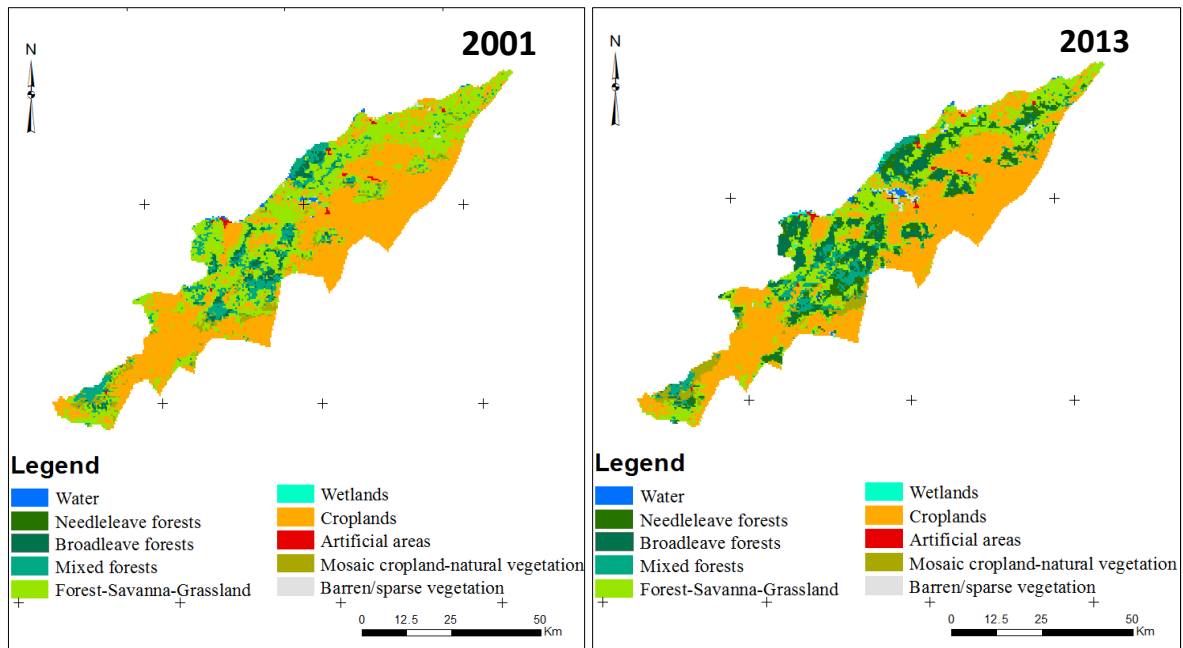 2001
N
Legend
Water
Needleleave forests
Broadleave forests
Mixed forests
Forest-Savanna-Grassland
Wetlands
Croplands
Artificial areas
Mosaic cropland-natural vegetation
Barren/sparse vegetation
0 12.5 25 50
Km
2013
N
Legend
Water
Needleleave forests
Broadleave forests
Mixed forests
Forest-Savanna-Grassland
Wetlands
Croplands
Artificial areas
Mosaic cropland-natural vegetation
Barren/sparse vegetation
0 12.5 25 50
Km